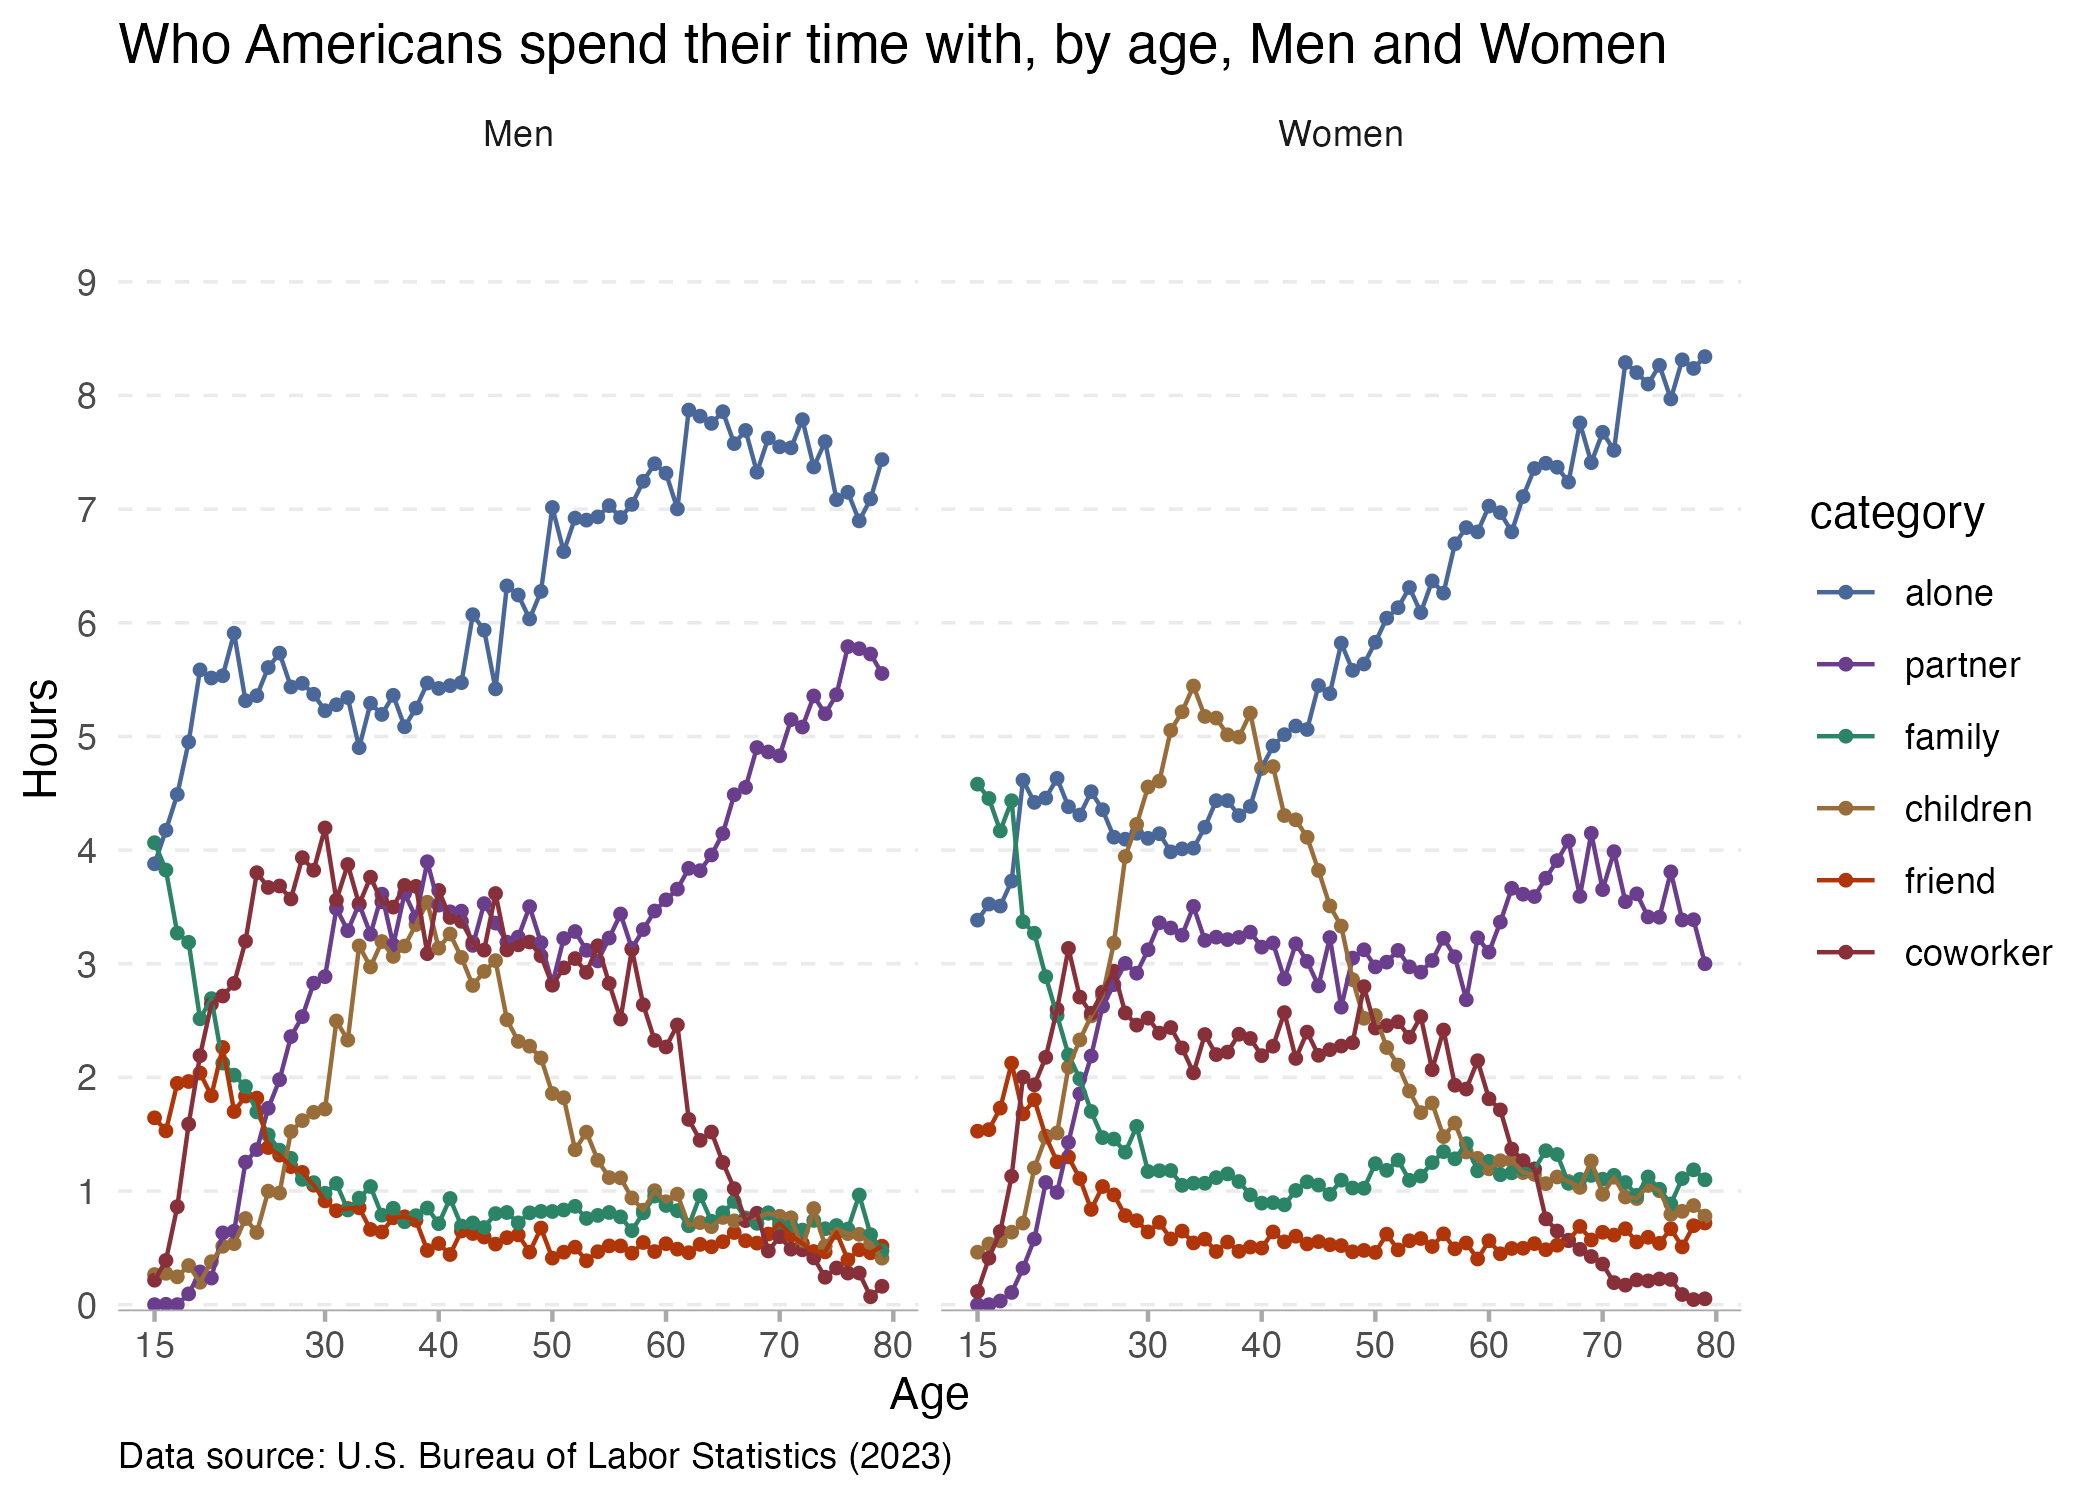 Who Americans spend their time with, by age, Men and Women
Men
Women
9
8
7
6
5
4
3
2
1
0
Hours
15 30 40 50 60 70 80
15 30 40 50 60 70 80
Age
category
alone
partner
family
children
friend
coworker
Data source: U.S. Bureau of Labor Statistics (2023)